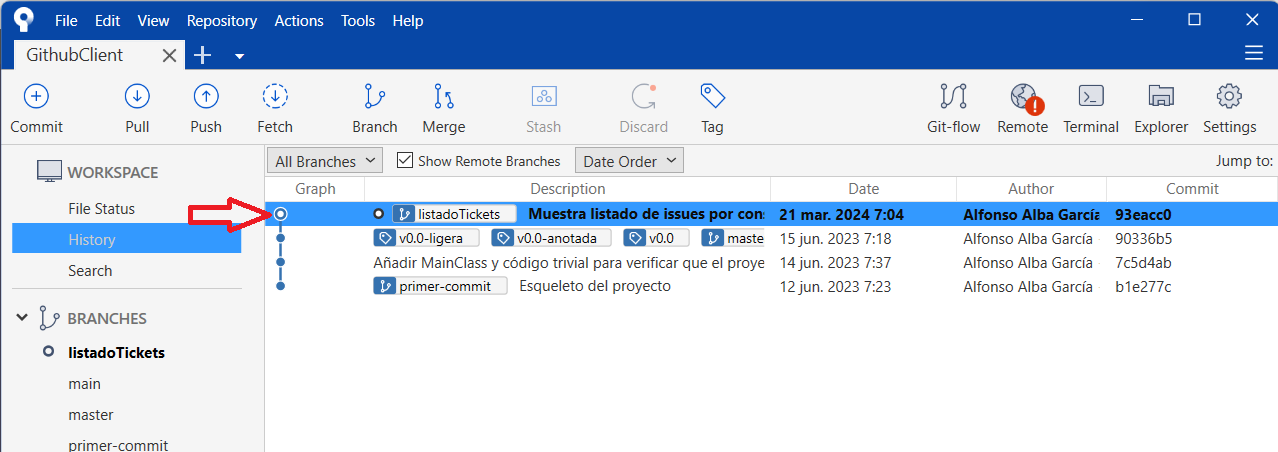 File Edit View Repository Actions Tools Help
GithubClient
Commit Pull Push Fetch Branch Merge Stash Discard Tag Git-flow Remote Terminal Explorer Settings
WORKSPACE
File Status
History
Search
BRANCHES
listadoTickets
main
master
primer-commit
All Branches Show Remote Branches Date Order Jump to:
Graph Description Date Author Commit
listadoTickets Muestra listado de issues por cons 21 mar. 2024 7:04 Alfonso Alba García 93eacc0
v0.0-ligera v0.0-anotada v0.0 maste 15 jun. 2023 7:18 Alfonso Alba García 90336b5
Añadir MainClass y código trivial para verificar que el proye 14 jun. 2023 7:37 Alfonso Alba García 7c5d4ab
primer-commit Esqueleto del proyecto 12 jun. 2023 7:23 Alfonso Alba García b1e277c